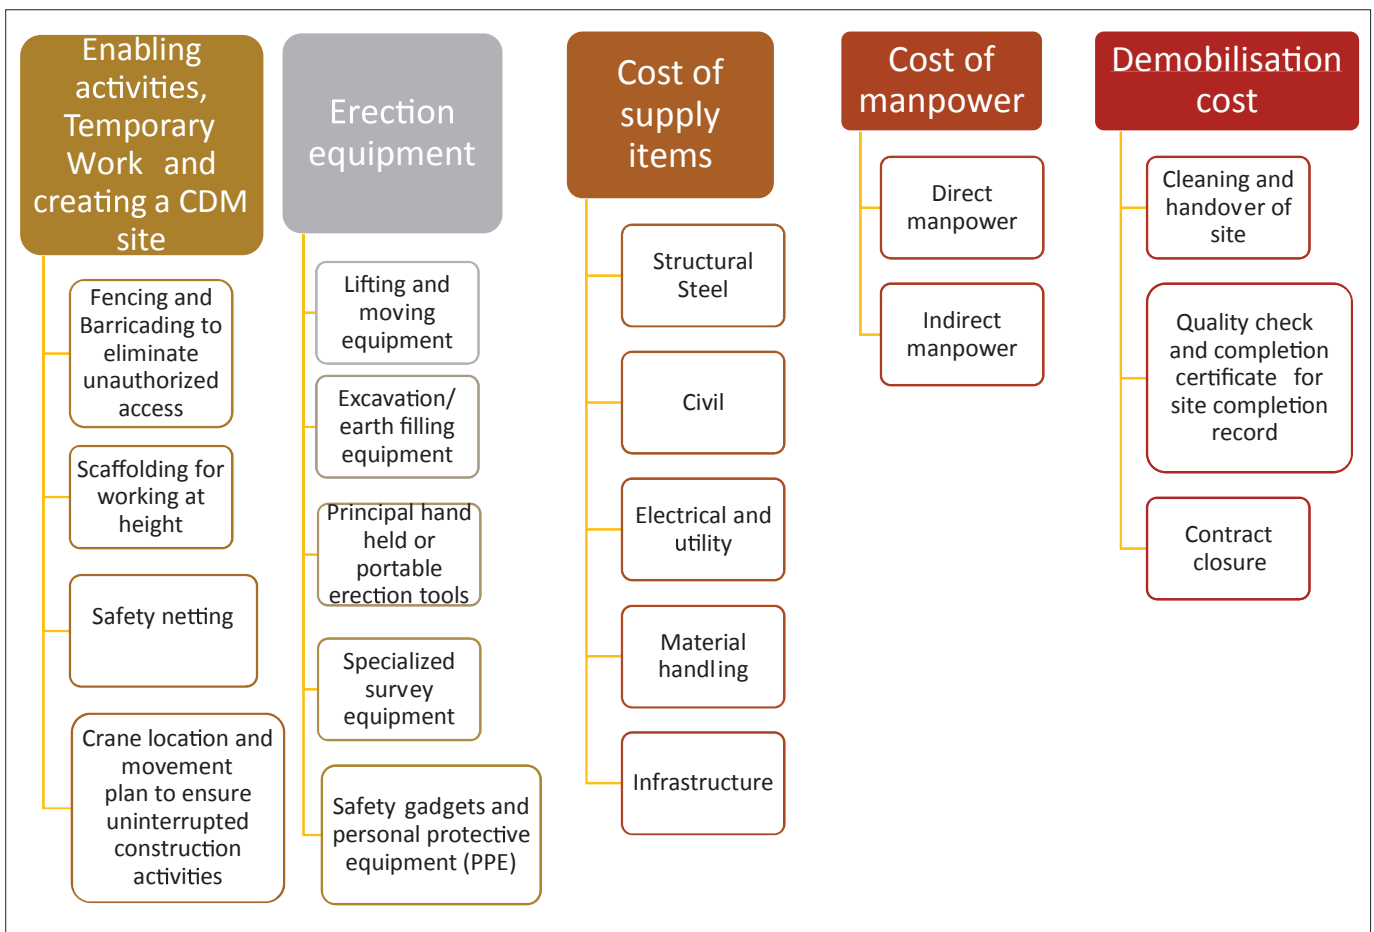 Enabling
activities,
Temporary
Work and
creating a CDM
site
Fencing and
Barricading to
eliminate
unauthorized
access
Scaffolding for
working at
height
Safety netting
Crane location and
movement
plan to ensure
uninterrupted
construction
activities
Erection
equipment
Lifting and
moving
equipment
Excavation/
earth filling
equipment
Principal hand
held or
portable
erection tools
Specialized
survey
equipment
Safety gadgets and
personal protective
equipment (PPE)
Cost of
supply
items
Structural
Steel
Civil
Electrical and
utility
Material
handling
Infrastructure
Cost of
manpower
Direct
manpower
Indirect
manpower
Demobilisation
cost
Cleaning and
handover of
site
Quality check
and completion
certificate for
site completion
record
Contract
closure